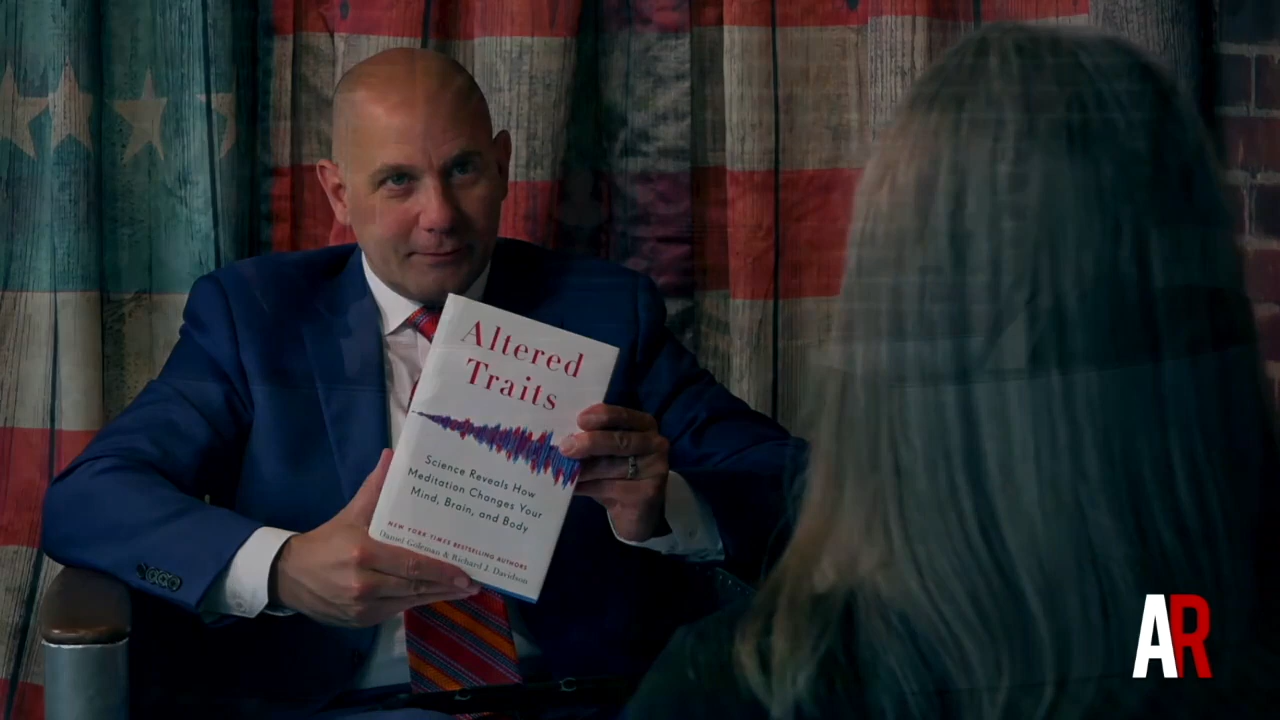 Altered
Traits
Science Reveals How
Meditation Changes Your
Mind, Brain, and Body
NEW YORK TIMES BESTSELLING AUTHORS
Daniel Goleman & Richard J. Davidson
AR